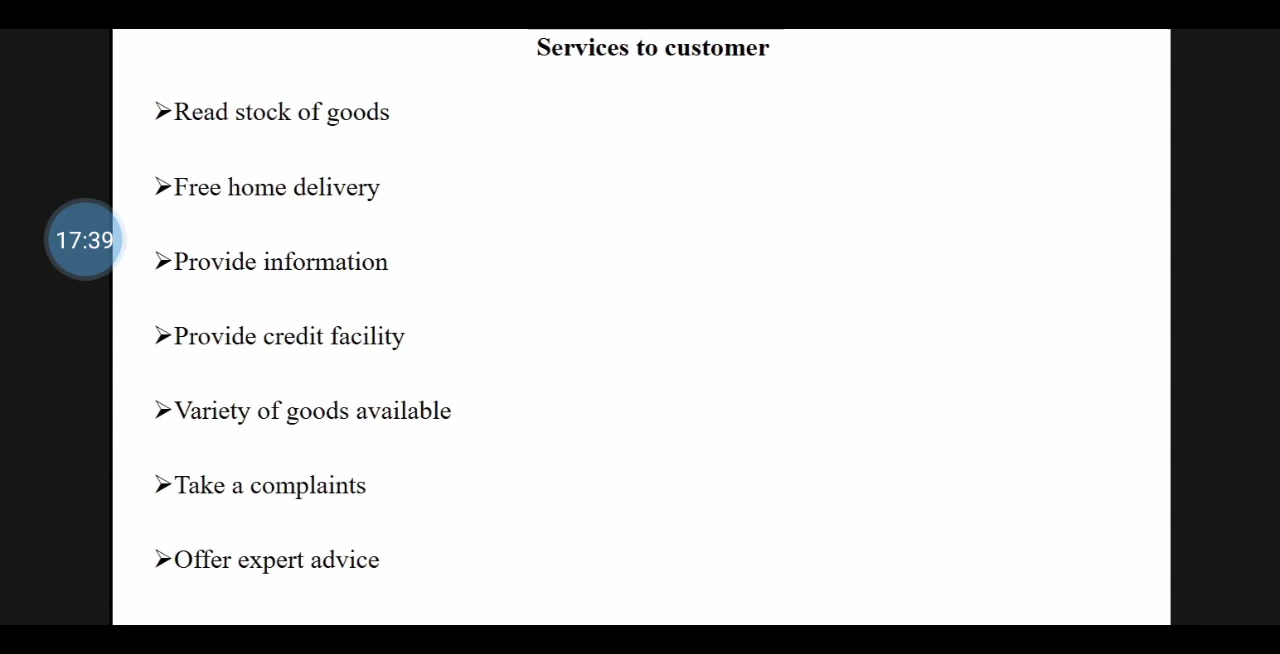 Services to customer
➢Read stock of goods
➢Free home delivery
17:39
➢Provide information
➢Provide credit facility
➢Variety of goods available
➢Take a complaints
➢Offer expert advice